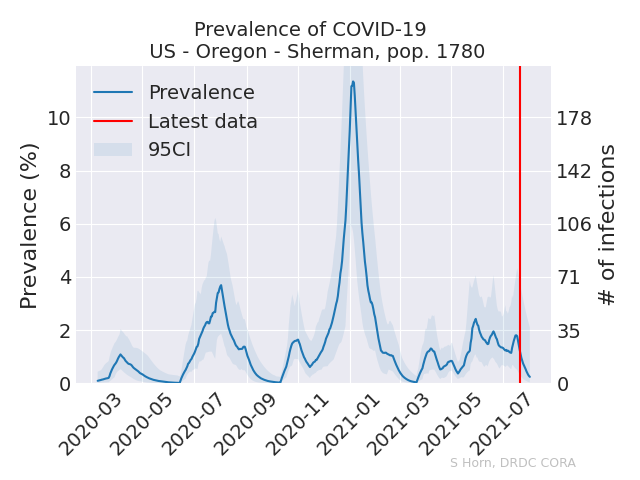 Prevalence of COVID-19
US - Oregon - Sherman, pop. 1780
Prevalence
Latest data
95CI
Prevalence (%)
10
8
6
4
2
0
178
142
106
71
35
0
# of infections
2020-03
2020-05
2020-07
2020-09
2020-11
2021-01
2021-03
2021-05
2021-07
S Horn, DRDC CORA